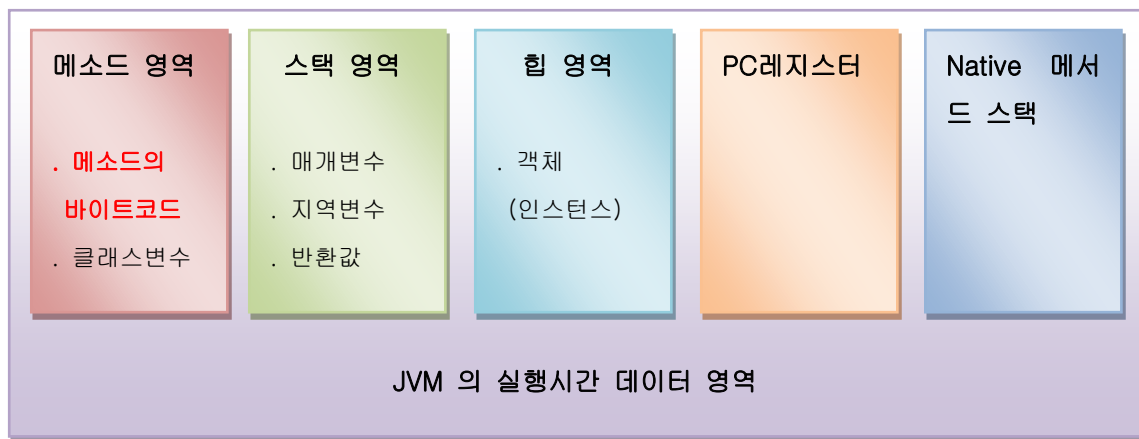 메소드 영역
. 메소드의
바이트코드
. 클래스변수
스택 영역
. 매개변수
. 지역변수
. 반환값
힙 영역
. 객체
(인스턴스)
PC레지스터
Native 메서
드 스택
JVM 의 실행시간 데이터 영역